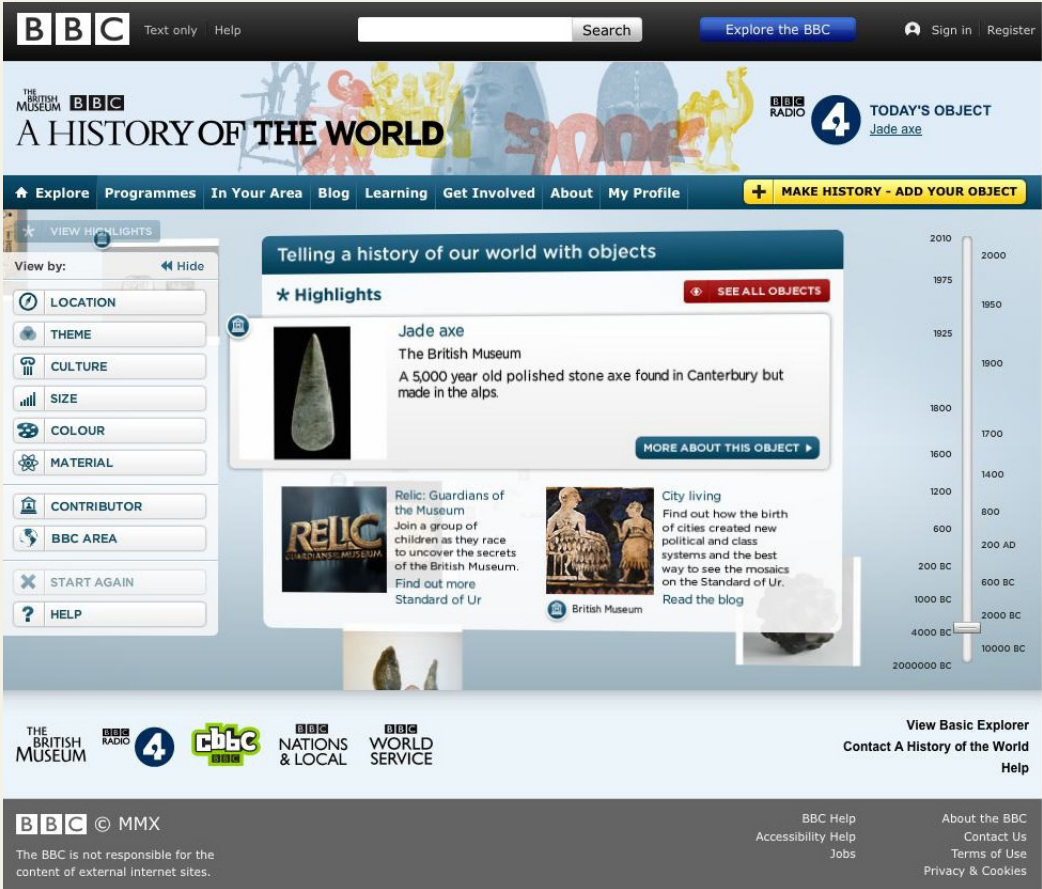 BBC Text only Help Search Explore the BBC Sign in Register
THE
BRITISH
MUSEUM BBC
A HISTORY OF THE WORLD
BBC
RADIO 4
TODAY'S OBJECT
Jade axe
Explore Programmes In Your Area Blog Learning Get Involved About My Profile
MAKE HISTORY - ADD YOUR OBJECT
VIEW HIGHLIGHTS
View by: Hide
LOCATION
THEME
CULTURE
SIZE
COLOUR
MATERIAL
CONTRIBUTOR
BBC AREA
START AGAIN
HELP
Telling a history of our world with objects
Highlights
SEE ALL OBJECTS
Jade axe
The British Museum
A 5,000 year old polished stone axe found in Canterbury but
made in the alps.
MORE ABOUT THIS OBJECT
RELIC
GUARDIANS OF THE MUSEUM
Relic: Guardians of
the Museum
Join a group of
children as they race
to uncover the secrets
of the British Museum.
Find out more
Standard of Ur
City living
Find out how the birth
of cities created new
political and class
systems and the best
way to see the mosaics
on the Standard of Ur.
Read the blog
British Museum
2010
2000
1975
1950
1925
1900
1800
1700
1600
1400
1200
800
600
200 AD
200 BC
600 BC
1000 BC
2000 BC
4000 BC
10000 BC
2000000 BC
THE
BRITISH
MUSEUM
BBC
RADIO 4
cbbc
BBC
BBC
NATIONS
& LOCAL
BBC
WORLD
SERVICE
View Basic Explorer
Contact A History of the World
Help
BBC © MMX
The BBC is not responsible for the
content of external internet sites.
BBC Help
Accessibility Help
Jobs
About the BBC
Contact Us
Terms of Use
Privacy & Cookies